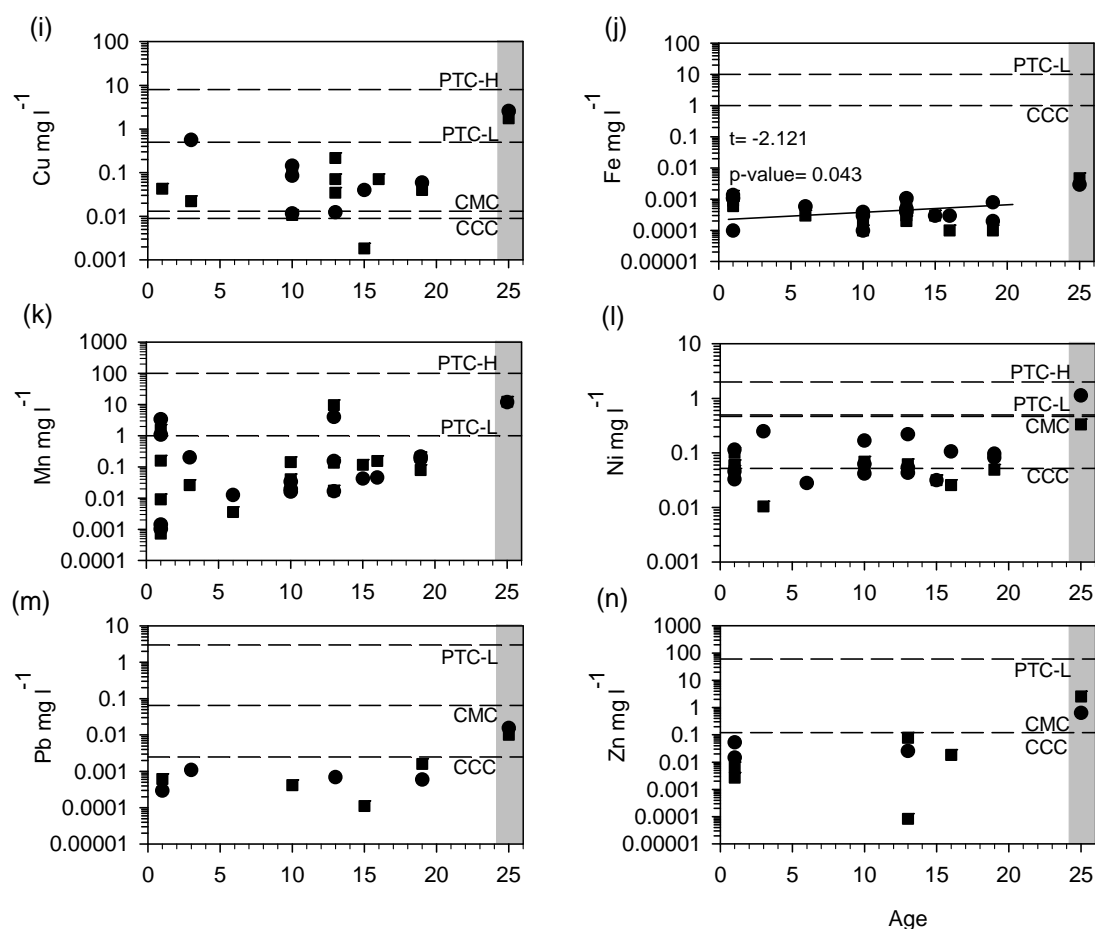 (i)
100
10
1
0.1
0.01
0.001
Cu mg l⁻¹
PTC-H
PTC-L
CMC
CCC
0 5 10 15 20 25
(j)
100
10
1
0.1
0.01
0.001
0.0001
0.00001
Fe mg l⁻¹
PTC-L
CCC
t= -2.121
p-value= 0.043
0 5 10 15 20 25
(k)
1000
100
10
1
0.1
0.01
0.001
0.0001
Mn mg l⁻¹
PTC-H
PTC-L
0 5 10 15 20 25
(l)
10
1
0.1
0.01
0.001
Ni mg l⁻¹
PTC-H
PTC-L
CMC
CCC
0 5 10 15 20 25
(m)
10
1
0.1
0.01
0.001
0.0001
0.00001
Pb mg l⁻¹
PTC-L
CMC
CCC
0 5 10 15 20 25
(n)
1000
100
10
1
0.1
0.01
0.001
0.0001
0.00001
Zn mg l⁻¹
PTC-L
CMC
CCC
0 5 10 15 20 25
Age